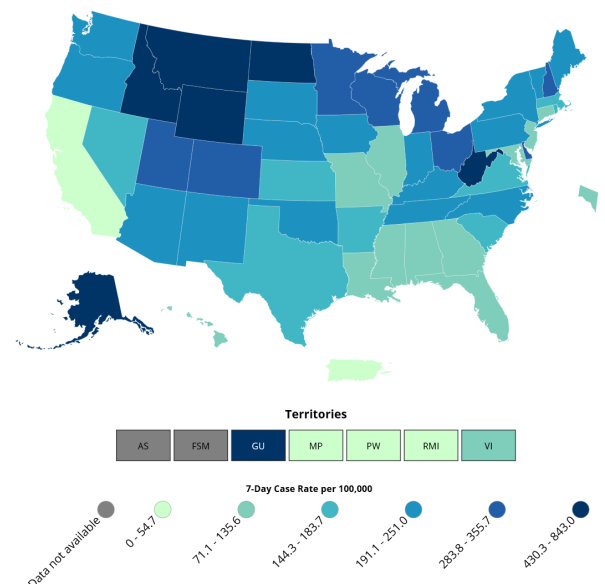 Territories
AS FSM GU MP PW RMI VI
7-Day Case Rate per 100,000
Data not available 0 - 54.7 71.1 - 135.6 144.3 - 183.7 191.1 - 251.0 283.8 - 355.7 430.3 - 843.0